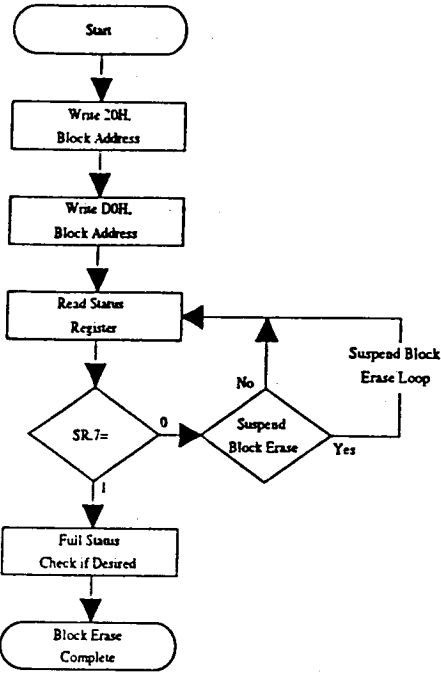 Start
Write 20H,
Block Address
Write D0H,
Block Address
Read Status
Register
Suspend Block
Erase Loop
No
SR.7=
0
Suspend
Block Erase
Yes
1
Full Status
Check if Desired
Block Erase
Complete